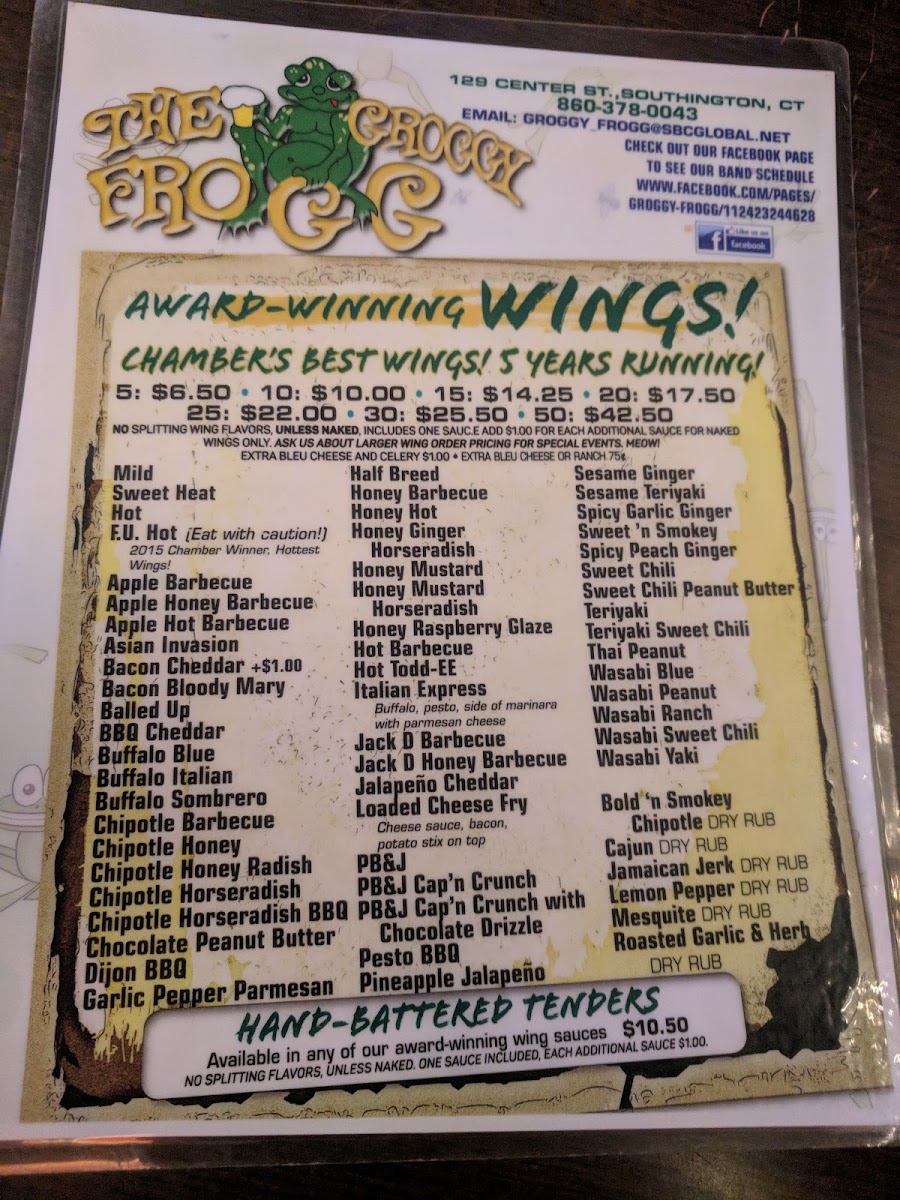 THE GROGGY
FROGG
129 CENTER ST., SOUTHINGTON, CT
860-378-0043
EMAIL: GROGGY_FROGG@SBCGLOBAL.NET
CHECK OUT OUR FACEBOOK PAGE
TO SEE OUR BAND SCHEDULE
WWW.FACEBOOK.COM/PAGES/
GROGGY-FROGG/112423244628
f Like us on
facebook
AWARD-WINNING WINGS!
CHAMBER'S BEST WINGS! 5 YEARS RUNNING!
5: $6.50 • 10: $10.00 • 15: $14.25 • 20: $17.50
25: $22.00 • 30: $25.50 • 50: $42.50
NO SPLITTING WING FLAVORS, UNLESS NAKED, INCLUDES ONE SAUC.E ADD $1.00 FOR EACH ADDITIONAL SAUCE FOR NAKED
WINGS ONLY. ASK US ABOUT LARGER WING ORDER PRICING FOR SPECIAL EVENTS. MEOW!
EXTRA BLEU CHEESE AND CELERY $1.00 • EXTRA BLEU CHEESE OR RANCH 75¢
Mild
Sweet Heat
Hot
F.U. Hot (Eat with caution!)
2015 Chamber Winner, Hottest
Wings!
Apple Barbecue
Apple Honey Barbecue
Apple Hot Barbecue
Asian Invasion
Bacon Cheddar +$1.00
Bacon Bloody Mary
Balled Up
BBQ Cheddar
Buffalo Blue
Buffalo Italian
Buffalo Sombrero
Chipotle Barbecue
Chipotle Honey
Chipotle Honey Radish
Chipotle Horseradish
Chipotle Horseradish BBQ
Chocolate Peanut Butter
Dijon BBQ
Garlic Pepper Parmesan
Half Breed
Honey Barbecue
Honey Hot
Honey Ginger
Horseradish
Honey Mustard
Honey Mustard
Horseradish
Honey Raspberry Glaze
Hot Barbecue
Hot Todd-EE
Italian Express
Buffalo, pesto, side of marinara
with parmesan cheese
Jack D Barbecue
Jack D Honey Barbecue
Jalapeño Cheddar
Loaded Cheese Fry
Cheese sauce, bacon,
potato stix on top
PB&J
PB&J Cap'n Crunch
PB&J Cap'n Crunch with
Chocolate Drizzle
Pesto BBQ
Pineapple Jalapeño
Sesame Ginger
Sesame Teriyaki
Spicy Garlic Ginger
Sweet 'n Smokey
Spicy Peach Ginger
Sweet Chili
Sweet Chili Peanut Butter
Teriyaki
Teriyaki Sweet Chili
Thai Peanut
Wasabi Blue
Wasabi Peanut
Wasabi Ranch
Wasabi Sweet Chili
Wasabi Yaki
Bold 'n Smokey
Chipotle DRY RUB
Cajun DRY RUB
Jamaican Jerk DRY RUB
Lemon Pepper DRY RUB
Mesquite DRY RUB
Roasted Garlic & Herb
DRY RUB
HAND-BATTERED TENDERS
Available in any of our award-winning wing sauces $10.50
NO SPLITTING FLAVORS, UNLESS NAKED. ONE SAUCE INCLUDED, EACH ADDITIONAL SAUCE $1.00.